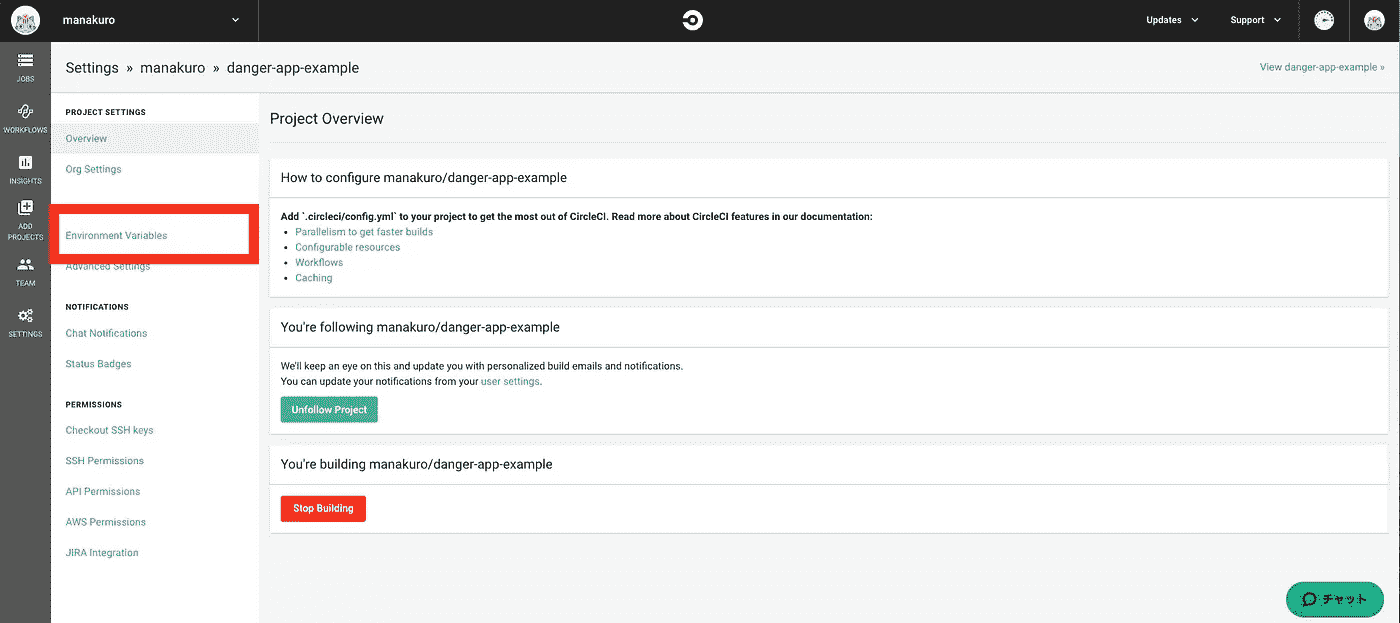 manakuro
Updates
Support
JOBS
WORKFLOWS
INSIGHTS
ADD
PROJECTS
TEAM
SETTINGS
Settings » manakuro » danger-app-example
View danger-app-example »
PROJECT SETTINGS
Overview
Org Settings
Environment Variables
Advanced Settings
NOTIFICATIONS
Chat Notifications
Status Badges
PERMISSIONS
Checkout SSH keys
SSH Permissions
API Permissions
AWS Permissions
JIRA Integration
Project Overview
How to configure manakuro/danger-app-example
Add `.circleci/config.yml` to your project to get the most out of CircleCI. Read more about CircleCI features in our documentation:
• Parallelism to get faster builds
• Configurable resources
• Workflows
• Caching
You're following manakuro/danger-app-example
We'll keep an eye on this and update you with personalized build emails and notifications.
You can update your notifications from your user settings.
Unfollow Project
You're building manakuro/danger-app-example
Stop Building
チャット